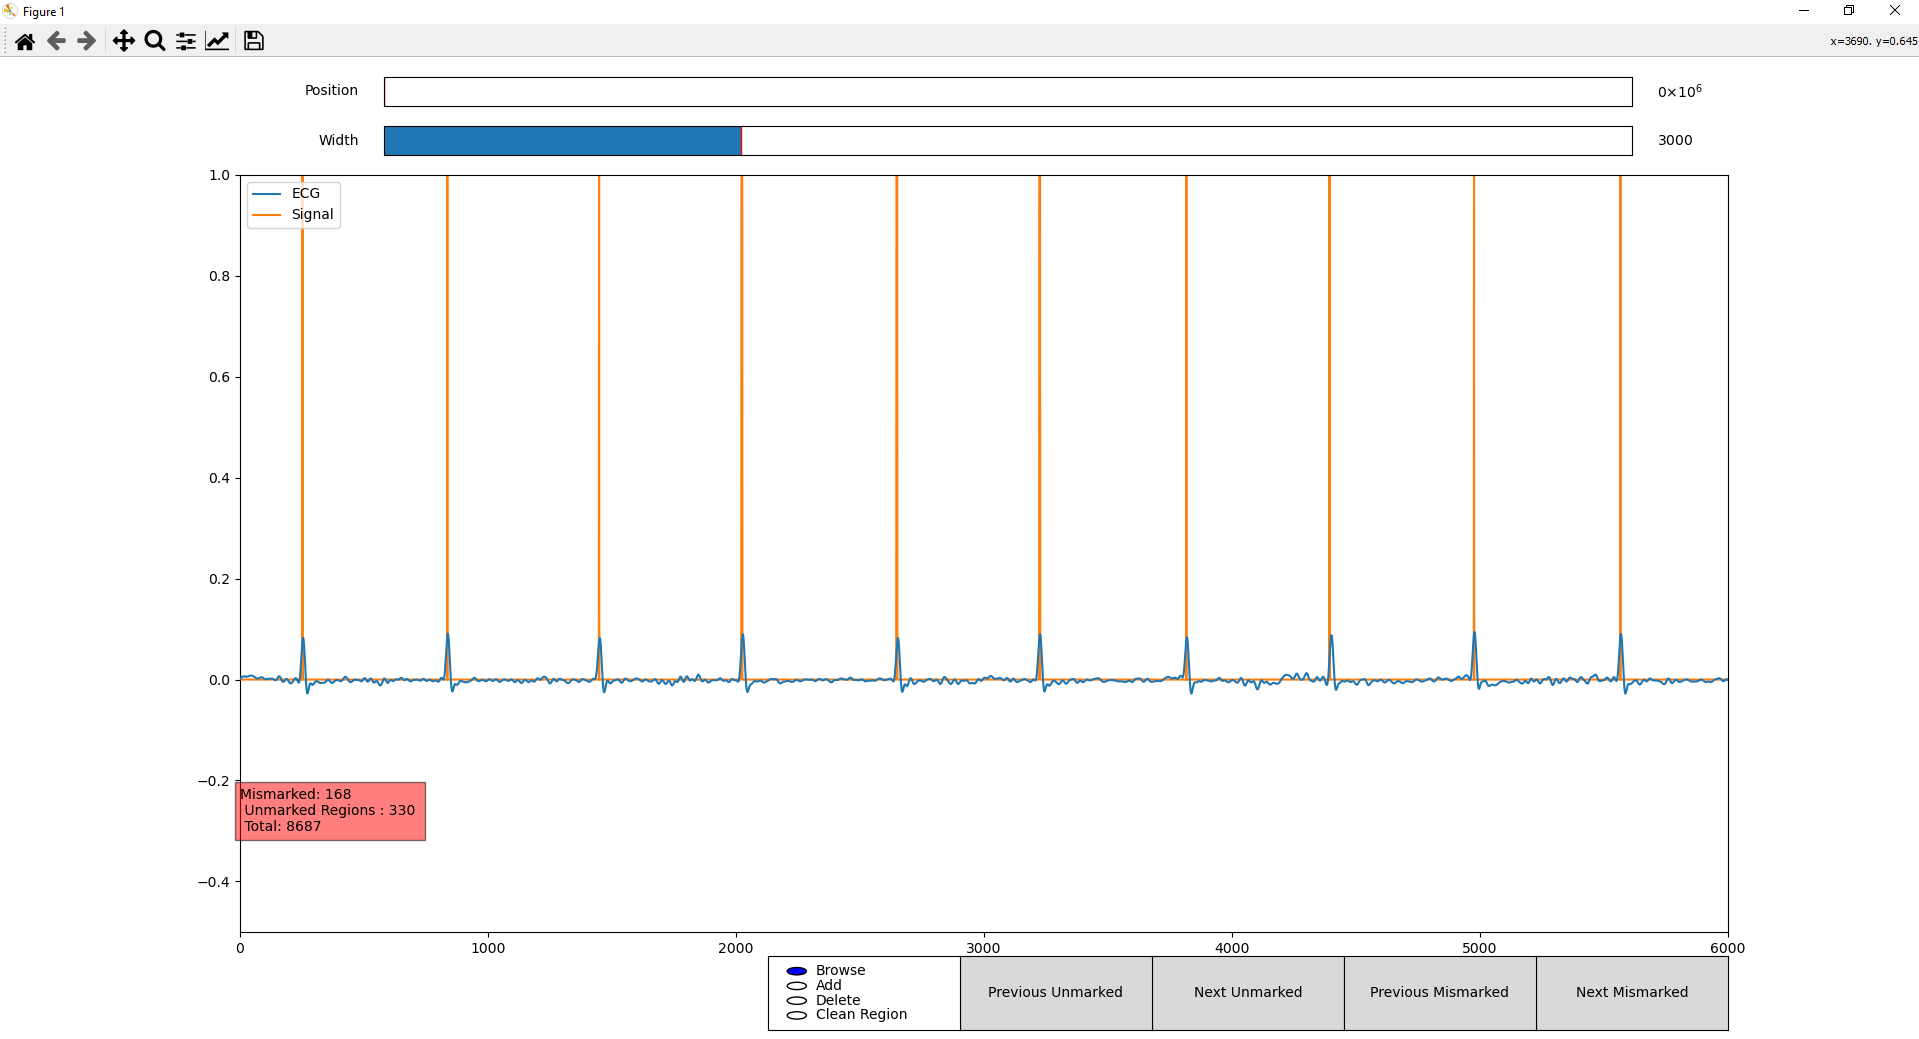 Figure 1
x=3690. y=0.645
Position
0×10⁶
Width
3000
1.0
ECG
Signal
0.8
0.6
0.4
0.2
0.0
−0.2
Mismarked: 168
Unmarked Regions : 330
Total: 8687
−0.4
0 1000 2000 3000 4000 5000 6000
Browse
Add
Delete
Clean Region
Previous Unmarked
Next Unmarked
Previous Mismarked
Next Mismarked